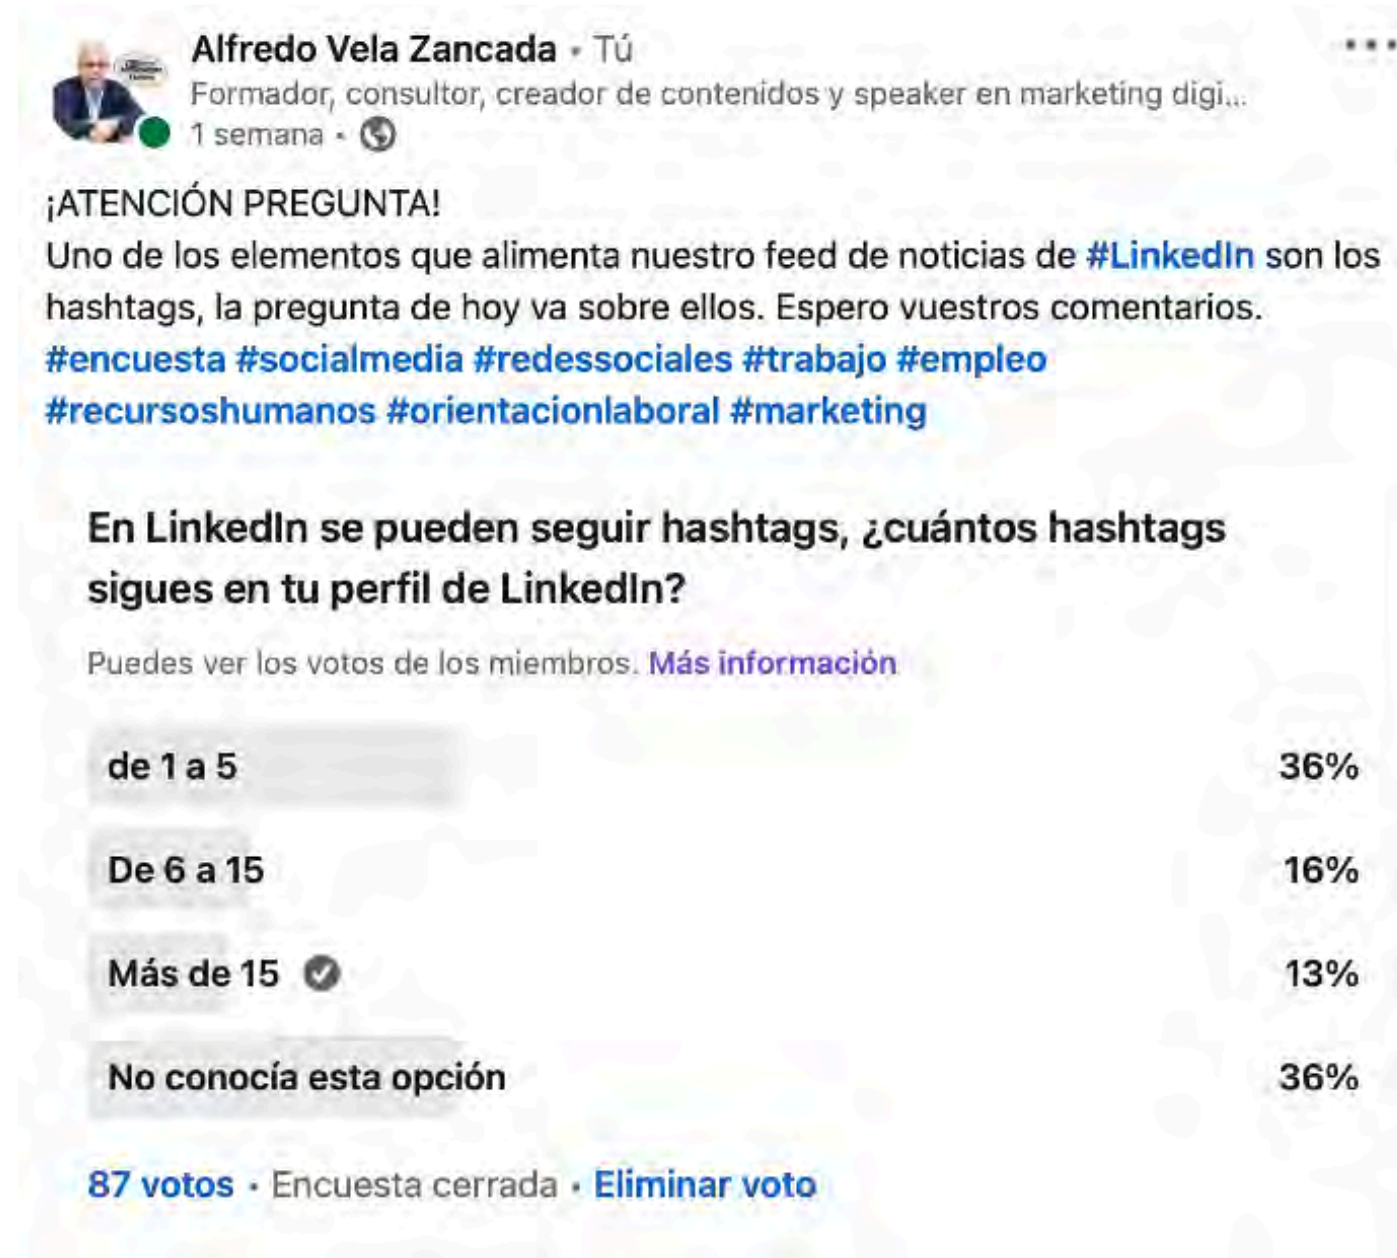 Alfredo Vela Zancada • Tú
Formador, consultor, creador de contenidos y speaker en marketing digi...
1 semana •
¡ATENCIÓN PREGUNTA!
Uno de los elementos que alimenta nuestro feed de noticias de #LinkedIn son los
hashtags, la pregunta de hoy va sobre ellos. Espero vuestros comentarios.
#encuesta #socialmedia #redessociales #trabajo #empleo
#recursoshumanos #orientacionlaboral #marketing
En LinkedIn se pueden seguir hashtags, ¿cuántos hashtags
sigues en tu perfil de LinkedIn?
Puedes ver los votos de los miembros. Más información
de 1 a 5 36%
De 6 a 15 16%
Más de 15 13%
No conocía esta opción 36%
87 votos • Encuesta cerrada • Eliminar voto